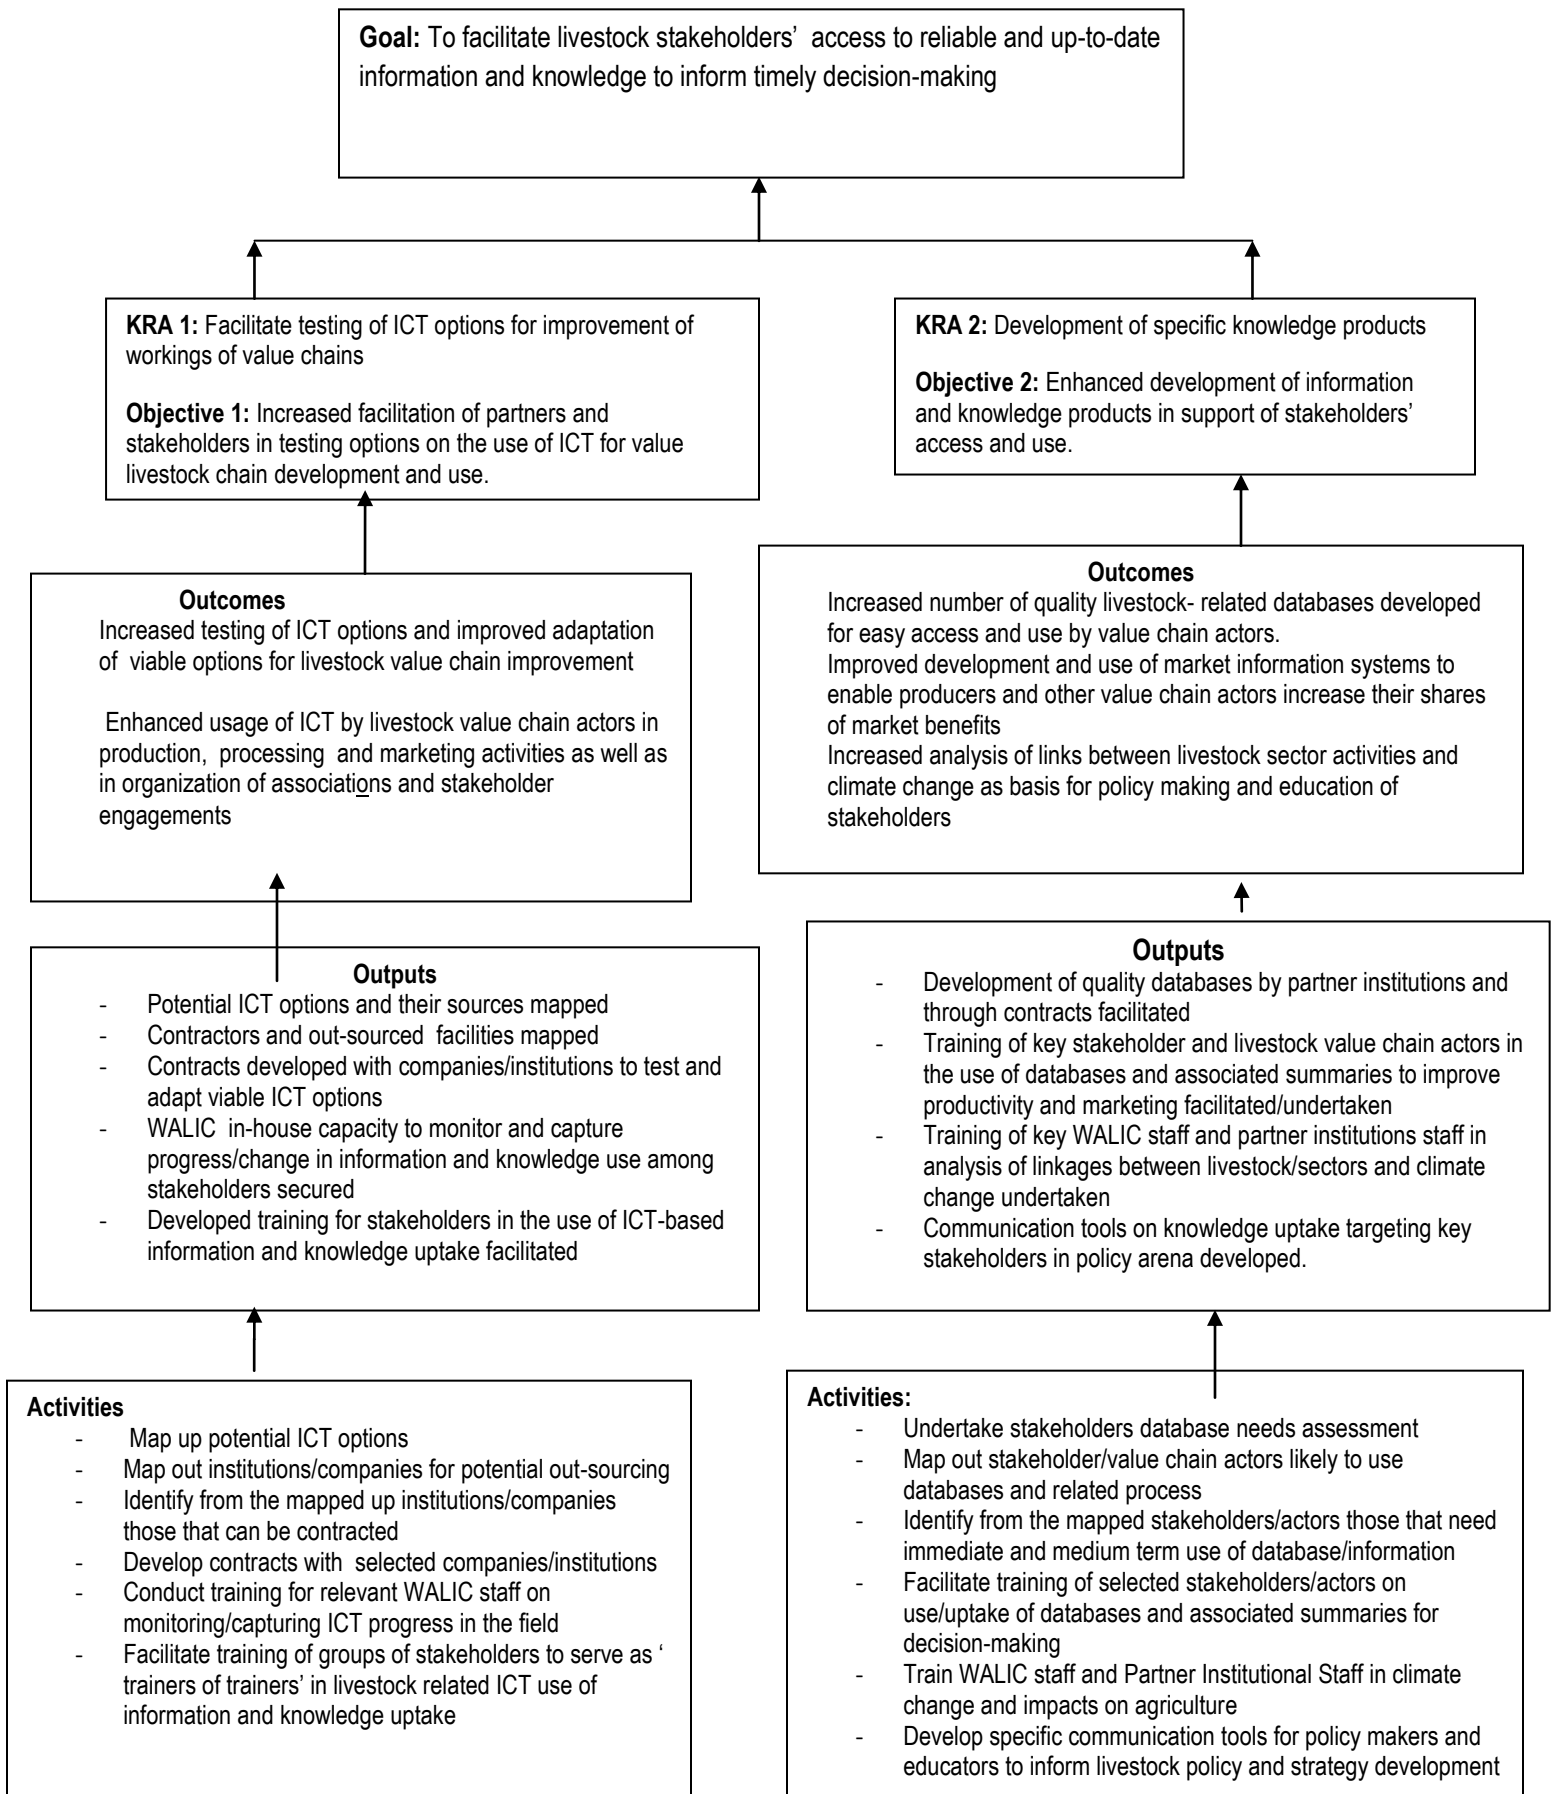 Goal: To facilitate livestock stakeholders’ access to reliable and up-to-date
information and knowledge to inform timely decision-making
KRA 1: Facilitate testing of ICT options for improvement of
workings of value chains
Objective 1: Increased facilitation of partners and
stakeholders in testing options on the use of ICT for value
livestock chain development and use.
KRA 2: Development of specific knowledge products
Objective 2: Enhanced development of information
and knowledge products in support of stakeholders’
access and use.
Outcomes
Increased testing of ICT options and improved adaptation
of viable options for livestock value chain improvement
Enhanced usage of ICT by livestock value chain actors in
production, processing and marketing activities as well as
in organization of associations and stakeholder
engagements
Outcomes
Increased number of quality livestock- related databases developed
for easy access and use by value chain actors.
Improved development and use of market information systems to
enable producers and other value chain actors increase their shares
of market benefits
Increased analysis of links between livestock sector activities and
climate change as basis for policy making and education of
stakeholders
Outputs
- Potential ICT options and their sources mapped
- Contractors and out-sourced facilities mapped
- Contracts developed with companies/institutions to test and
adapt viable ICT options
- WALIC in-house capacity to monitor and capture
progress/change in information and knowledge use among
stakeholders secured
- Developed training for stakeholders in the use of ICT-based
information and knowledge uptake facilitated
Outputs
- Development of quality databases by partner institutions and
through contracts facilitated
- Training of key stakeholder and livestock value chain actors in
the use of databases and associated summaries to improve
productivity and marketing facilitated/undertaken
- Training of key WALIC staff and partner institutions staff in
analysis of linkages between livestock/sectors and climate
change undertaken
- Communication tools on knowledge uptake targeting key
stakeholders in policy arena developed.
Activities
- Map up potential ICT options
- Map out institutions/companies for potential out-sourcing
- Identify from the mapped up institutions/companies
those that can be contracted
- Develop contracts with selected companies/institutions
- Conduct training for relevant WALIC staff on
monitoring/capturing ICT progress in the field
- Facilitate training of groups of stakeholders to serve as ‘
trainers of trainers’ in livestock related ICT use of
information and knowledge uptake
Activities:
- Undertake stakeholders database needs assessment
- Map out stakeholder/value chain actors likely to use
databases and related process
- Identify from the mapped stakeholders/actors those that need
immediate and medium term use of database/information
- Facilitate training of selected stakeholders/actors on
use/uptake of databases and associated summaries for
decision-making
- Train WALIC staff and Partner Institutional Staff in climate
change and impacts on agriculture
- Develop specific communication tools for policy makers and
educators to inform livestock policy and strategy development